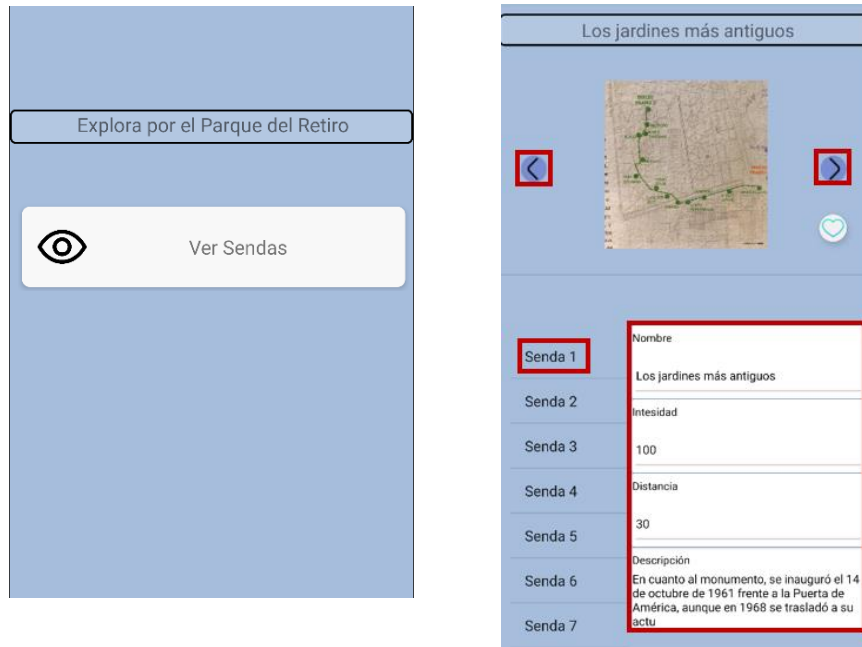 Explora por el Parque del Retiro
Ver Sendas
Los jardines más antiguos
Senda 1
Senda 2
Senda 3
Senda 4
Senda 5
Senda 6
Senda 7
Nombre
Los jardines más antiguos
Intesidad
100
Distancia
30
Descripción
En cuanto al monumento, se inauguró el 14
de octubre de 1961 frente a la Puerta de
América, aunque en 1968 se trasladó a su
actu